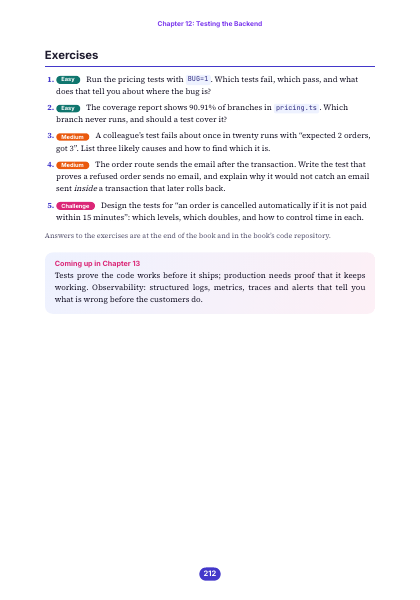 Chapter 12: Testing the Backend
Exercises
1. Easy Run the pricing tests with BUG=1. Which tests fail, which pass, and what
does that tell you about where the bug is?
2. Easy The coverage report shows 90.91% of branches in pricing.ts. Which
branch never runs, and should a test cover it?
3. Medium A colleague's test fails about once in twenty runs with “expected 2 orders,
got 3”. List three likely causes and how to find which it is.
4. Medium The order route sends the email after the transaction. Write the test that
proves a refused order sends no email, and explain why it would not catch an email
sent inside a transaction that later rolls back.
5. Challenge Design the tests for “an order is cancelled automatically if it is not paid
within 15 minutes”: which levels, which doubles, and how to control time in each.
Answers to the exercises are at the end of the book and in the book's code repository.
Coming up in Chapter 13
Tests prove the code works before it ships; production needs proof that it keeps
working. Observability: structured logs, metrics, traces and alerts that tell you
what is wrong before the customers do.
212